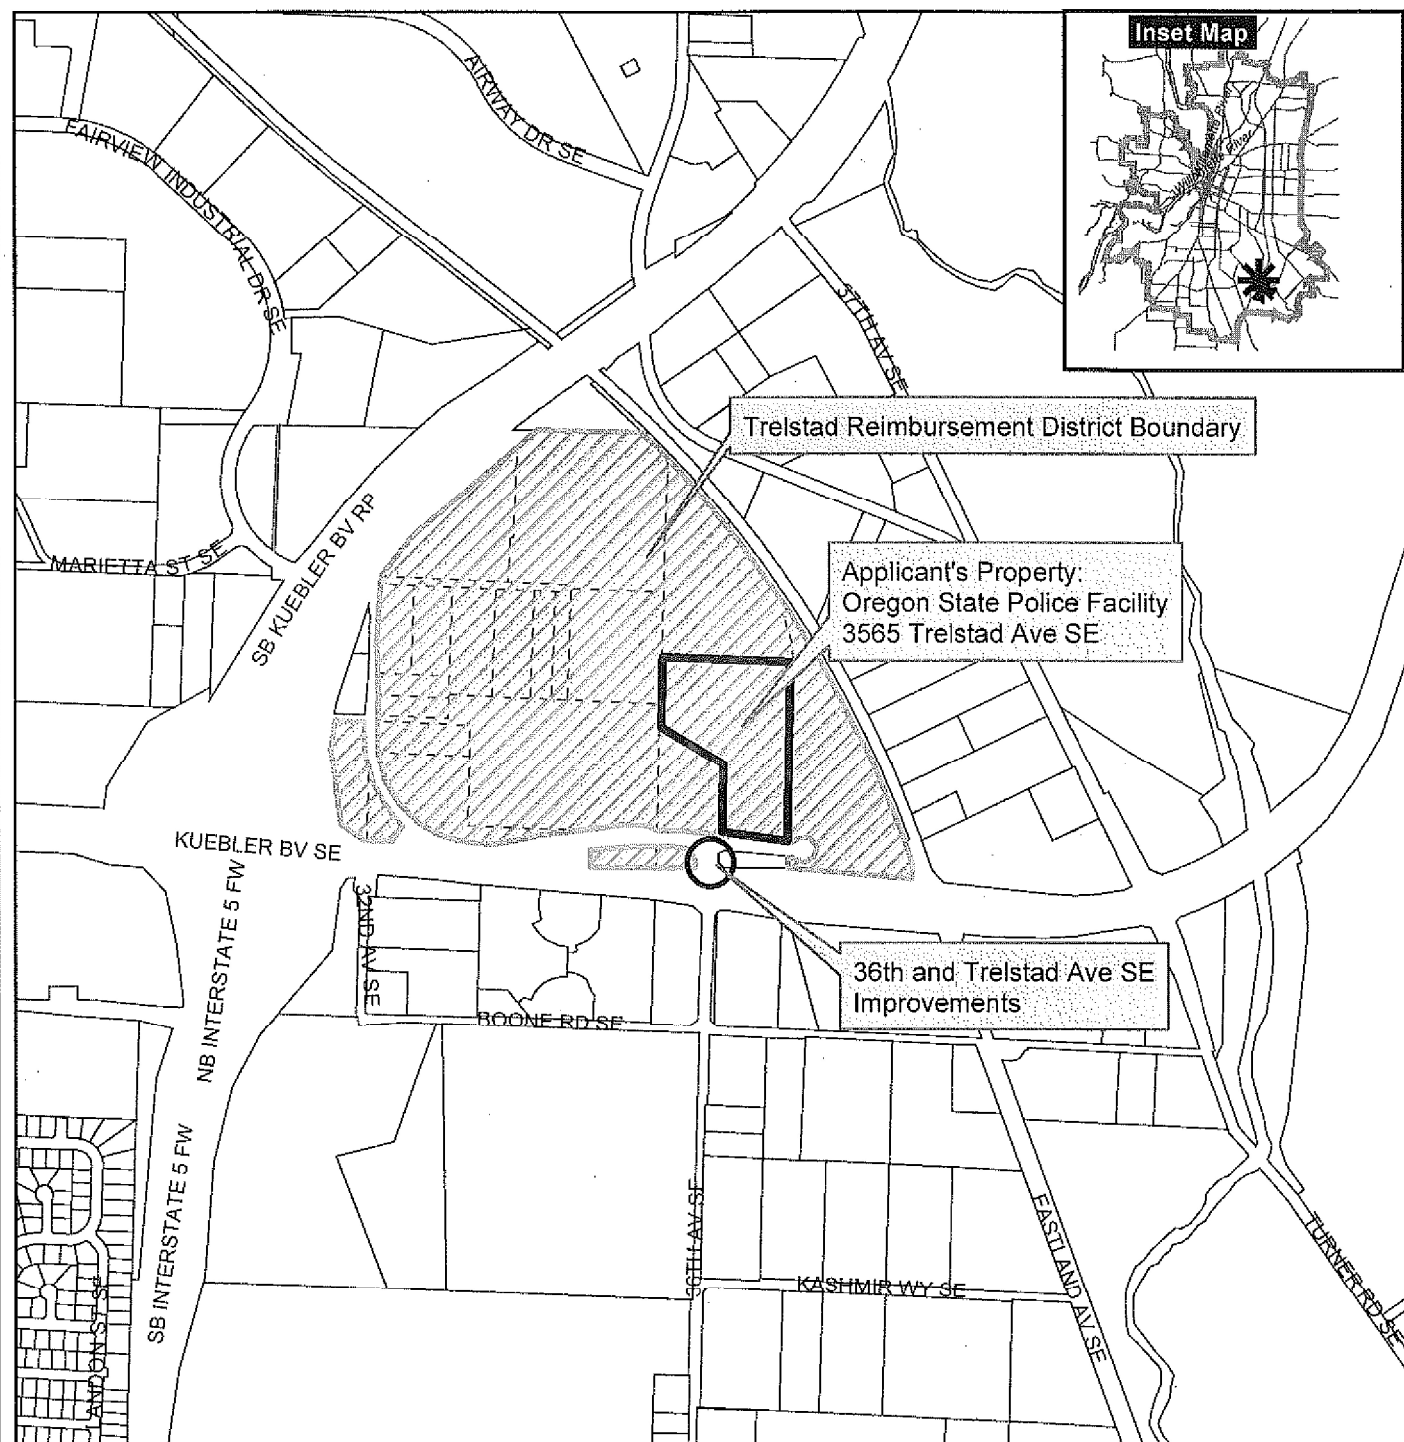 Inset Map
Willamette River
AIRWAY DR SE
FAIRVIEW INDUSTRIAL DR SE
37TH AV SE
Trelstad Reimbursement District Boundary
SB KUEBLER BV RP
MARIETTA ST SE
Applicant's Property:
Oregon State Police Facility
3565 Trelstad Ave SE
KUEBLER BV SE
NB INTERSTATE 5 FW
32ND AV SE
36th and Trelstad Ave SE
Improvements
BOONE RD SE
SB INTERSTATE 5 FW
36TH AV SE
EASTLAND AV SE
TURNER RD SE
KASHMIR WY SE
LANDON ST SE